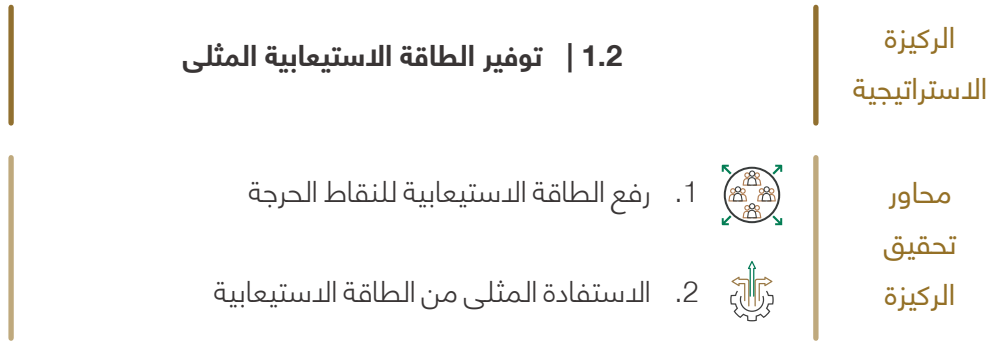 الركيزة
الاستراتيجية
1.2 | توفير الطاقة الاستيعابية المثلى
محاور
تحقيق
الركيزة
1. رفع الطاقة الاستيعابية للنقاط الحرجة
2. الاستفادة المثلى من الطاقة الاستيعابية